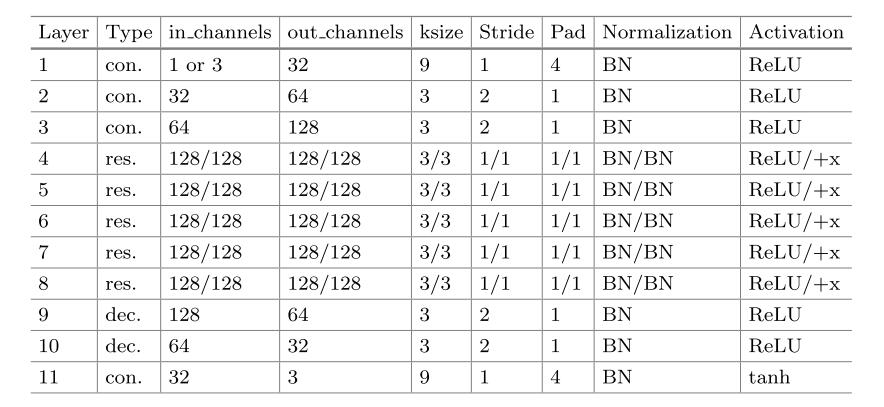 Layer Type in_channels out_channels ksize Stride Pad Normalization Activation
1 con. 1 or 3 32 9 1 4 BN ReLU
2 con. 32 64 3 2 1 BN ReLU
3 con. 64 128 3 2 1 BN ReLU
4 res. 128/128 128/128 3/3 1/1 1/1 BN/BN ReLU/+x
5 res. 128/128 128/128 3/3 1/1 1/1 BN/BN ReLU/+x
6 res. 128/128 128/128 3/3 1/1 1/1 BN/BN ReLU/+x
7 res. 128/128 128/128 3/3 1/1 1/1 BN/BN ReLU/+x
8 res. 128/128 128/128 3/3 1/1 1/1 BN/BN ReLU/+x
9 dec. 128 64 3 2 1 BN ReLU
10 dec. 64 32 3 2 1 BN ReLU
11 con. 32 3 9 1 4 BN tanh